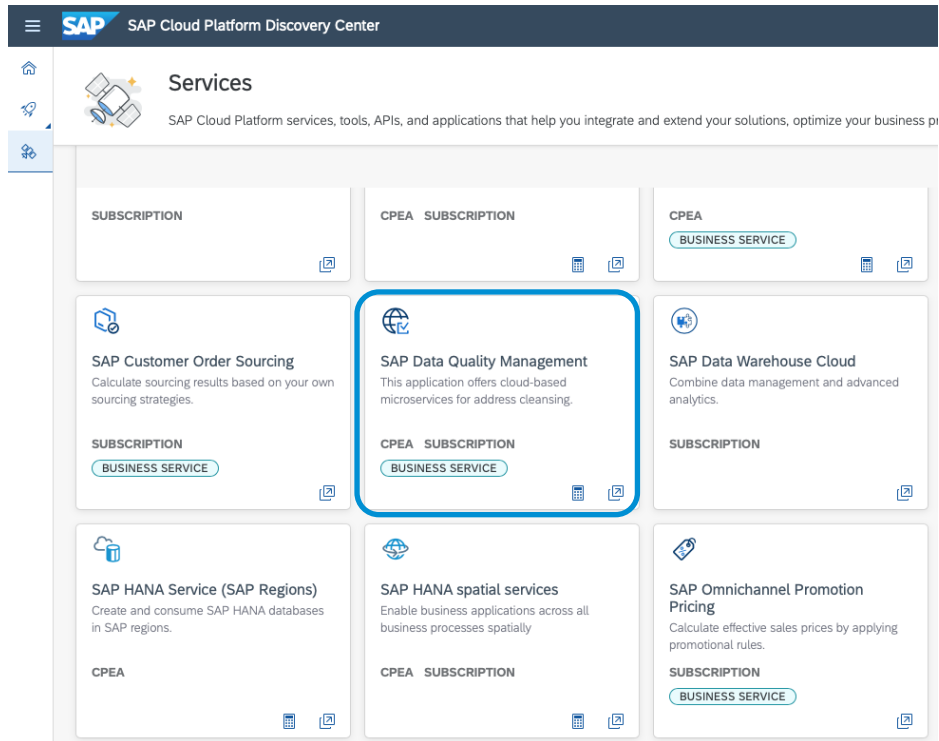 SAP SAP Cloud Platform Discovery Center
Services
SAP Cloud Platform services, tools, APIs, and applications that help you integrate and extend your solutions, optimize your business
SUBSCRIPTION
CPEA SUBSCRIPTION
CPEA
BUSINESS SERVICE
SAP Customer Order Sourcing
Calculate sourcing results based on your own
sourcing strategies.
SUBSCRIPTION
BUSINESS SERVICE
SAP Data Quality Management
This application offers cloud-based
microservices for address cleansing.
CPEA SUBSCRIPTION
BUSINESS SERVICE
SAP Data Warehouse Cloud
Combine data management and advanced
analytics.
SUBSCRIPTION
SAP HANA Service (SAP Regions)
Create and consume SAP HANA databases
in SAP regions.
CPEA
SAP HANA spatial services
Enable business applications across all
business processes spatially
CPEA SUBSCRIPTION
SAP Omnichannel Promotion
Pricing
Calculate effective sales prices by applying
promotional rules.
SUBSCRIPTION
BUSINESS SERVICE